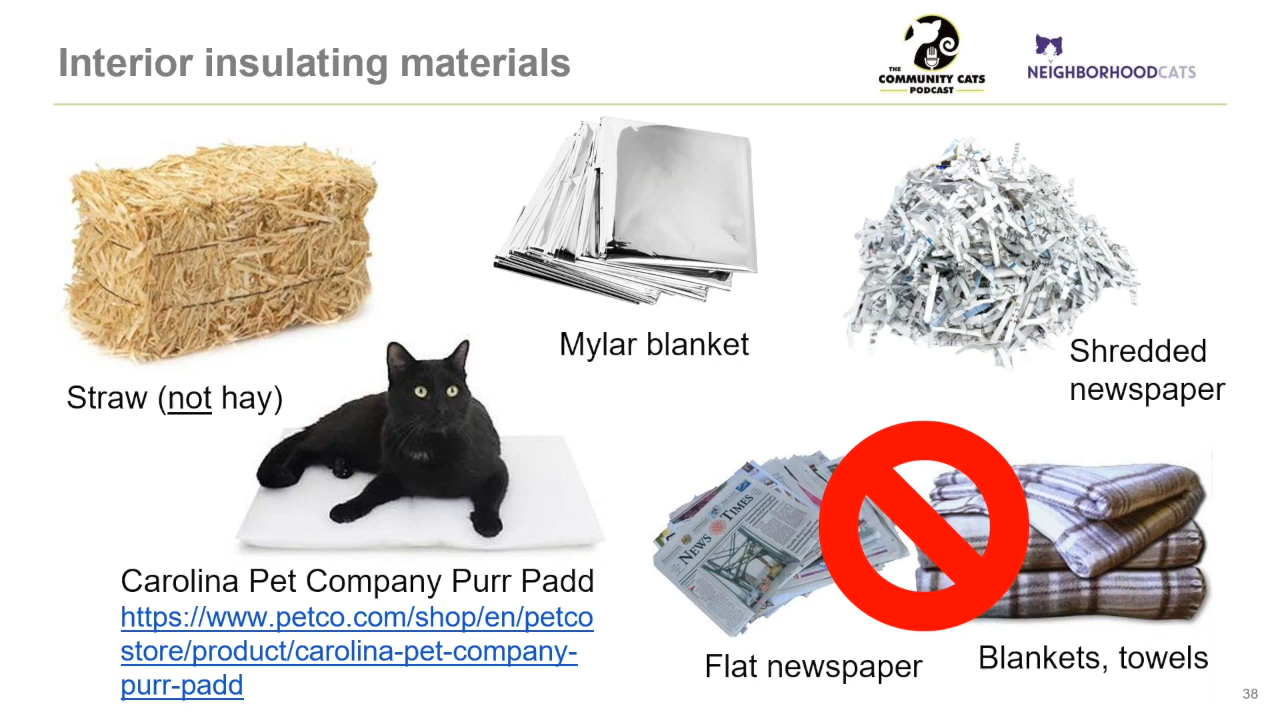 Interior insulating materials
THE
COMMUNITY CATS
PODCAST
NEIGHBORHOODCATS
Mylar blanket
Shredded
newspaper
Straw (not hay)
NEWS TIMES
Carolina Pet Company Purr Padd
https://www.petco.com/shop/en/petco
store/product/carolina-pet-company-
purr-padd
Flat newspaper
Blankets, towels
38